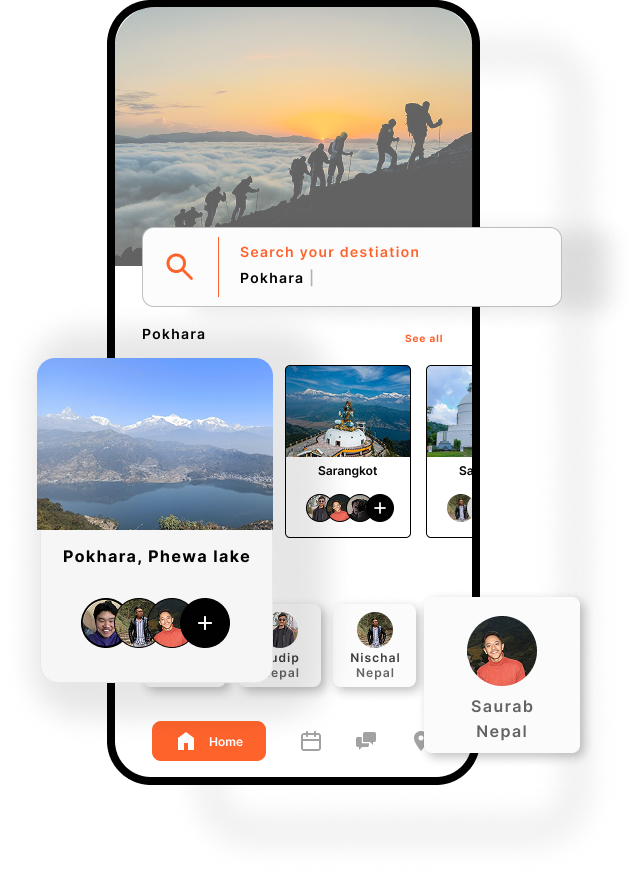 Search your destiation
Pokhara
Pokhara
See all
Pokhara, Phewa lake
Sarangkot
Sa
udip
epal
Nischal
Nepal
Saurab
Nepal
Home